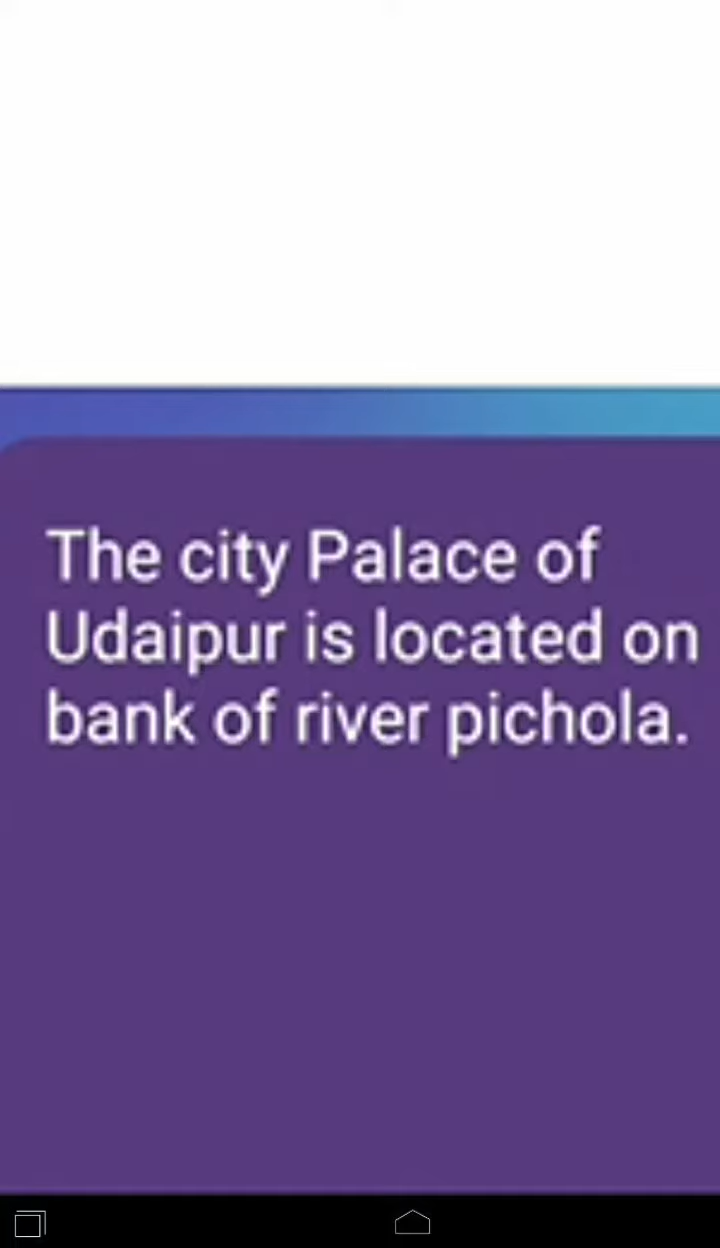 The city Palace of
Udaipur is located on
bank of river pichola.